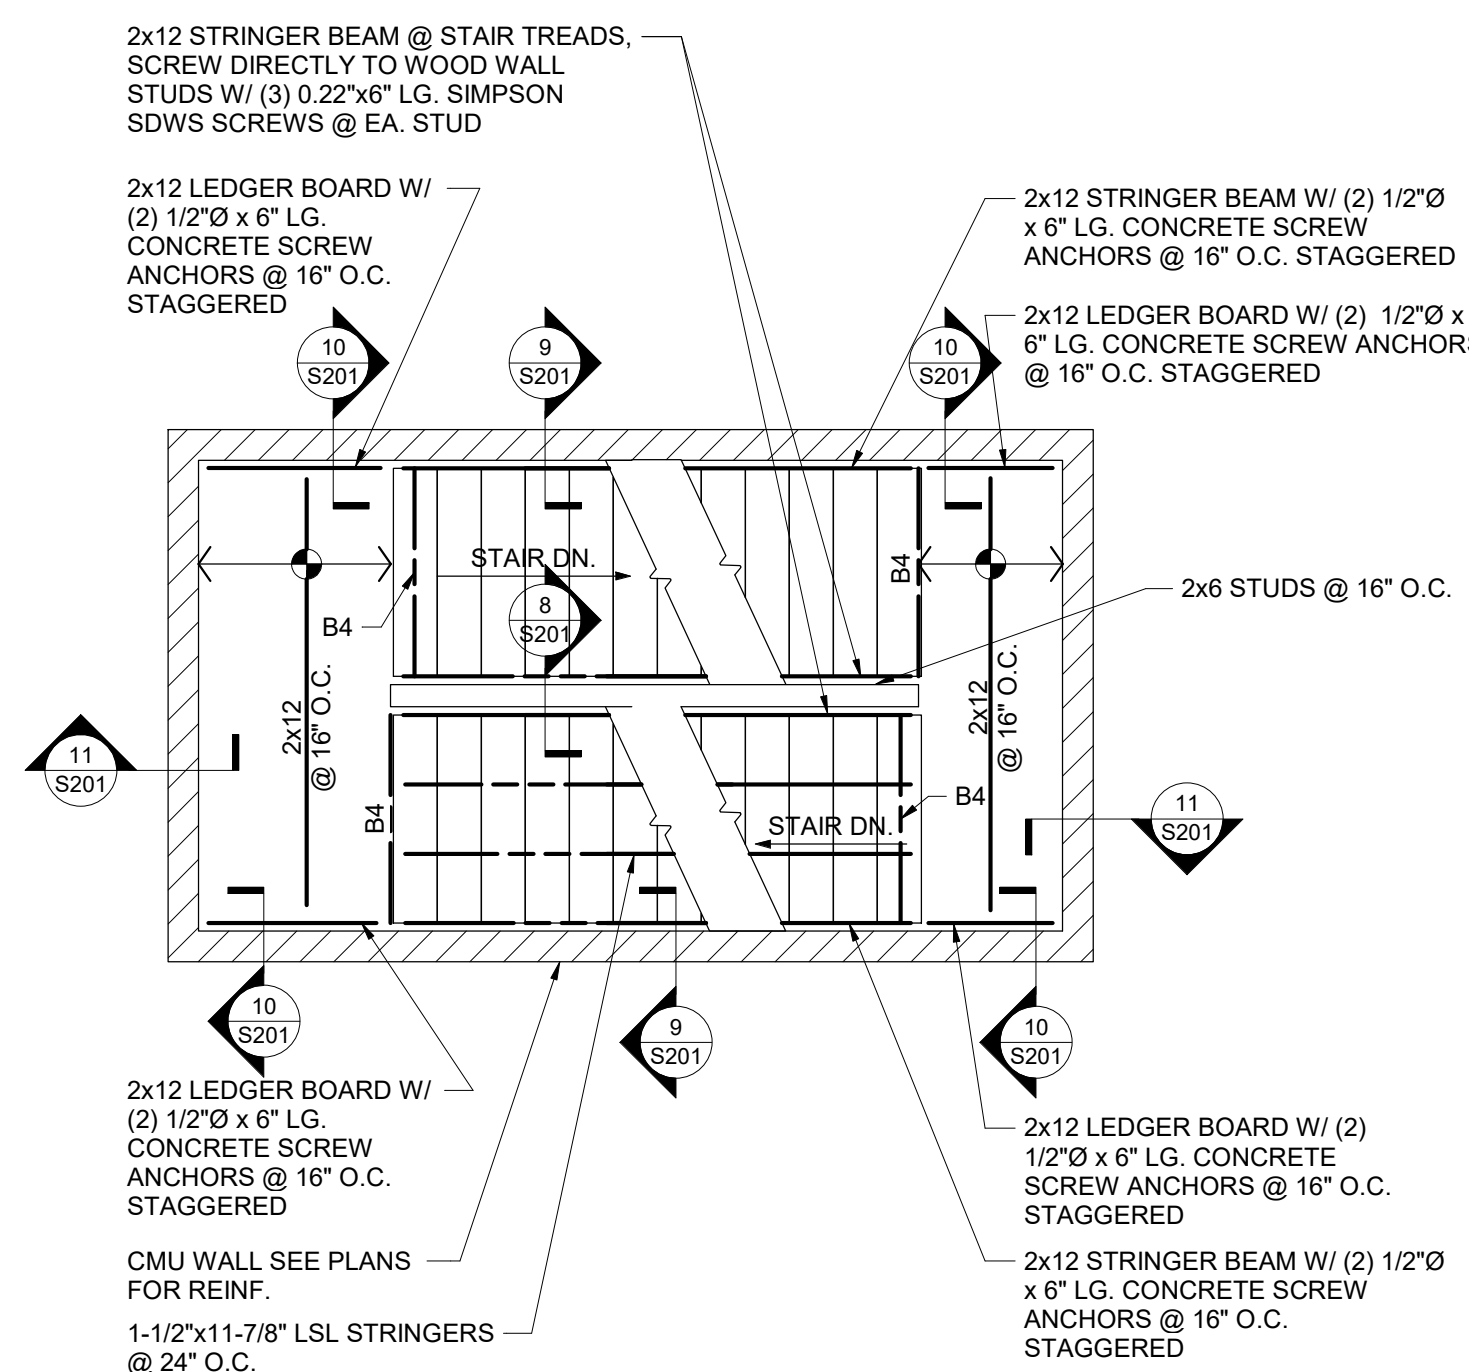 2x12 STRINGER BEAM @ STAIR TREADS,
SCREW DIRECTLY TO WOOD WALL
STUDS W/ (3) 0.22"x6" LG. SIMPSON
SDWS SCREWS @ EA. STUD
2x12 LEDGER BOARD W/
(2) 1/2"Ø x 6" LG.
CONCRETE SCREW
ANCHORS @ 16" O.C.
STAGGERED
2x12 STRINGER BEAM W/ (2) 1/2"Ø
x 6" LG. CONCRETE SCREW
ANCHORS @ 16" O.C. STAGGERED
2x12 LEDGER BOARD W/ (2) 1/2"Ø x
6" LG. CONCRETE SCREW ANCHORS
@ 16" O.C. STAGGERED
10
S201
9
S201
10
S201
STAIR DN.
B4
8
S201
B4
2x6 STUDS @ 16" O.C.
2x12
@ 16" O.C.
2x12
@ 16" O.C.
11
S201
B4
STAIR DN.
B4
11
S201
10
S201
9
S201
10
S201
2x12 LEDGER BOARD W/
(2) 1/2"Ø x 6" LG.
CONCRETE SCREW
ANCHORS @ 16" O.C.
STAGGERED
CMU WALL SEE PLANS
FOR REINF.
1-1/2"x11-7/8" LSL STRINGERS
@ 24" O.C.
2x12 LEDGER BOARD W/ (2)
1/2"Ø x 6" LG. CONCRETE
SCREW ANCHORS @ 16" O.C.
STAGGERED
2x12 STRINGER BEAM W/ (2) 1/2"Ø
x 6" LG. CONCRETE SCREW
ANCHORS @ 16" O.C.
STAGGERED